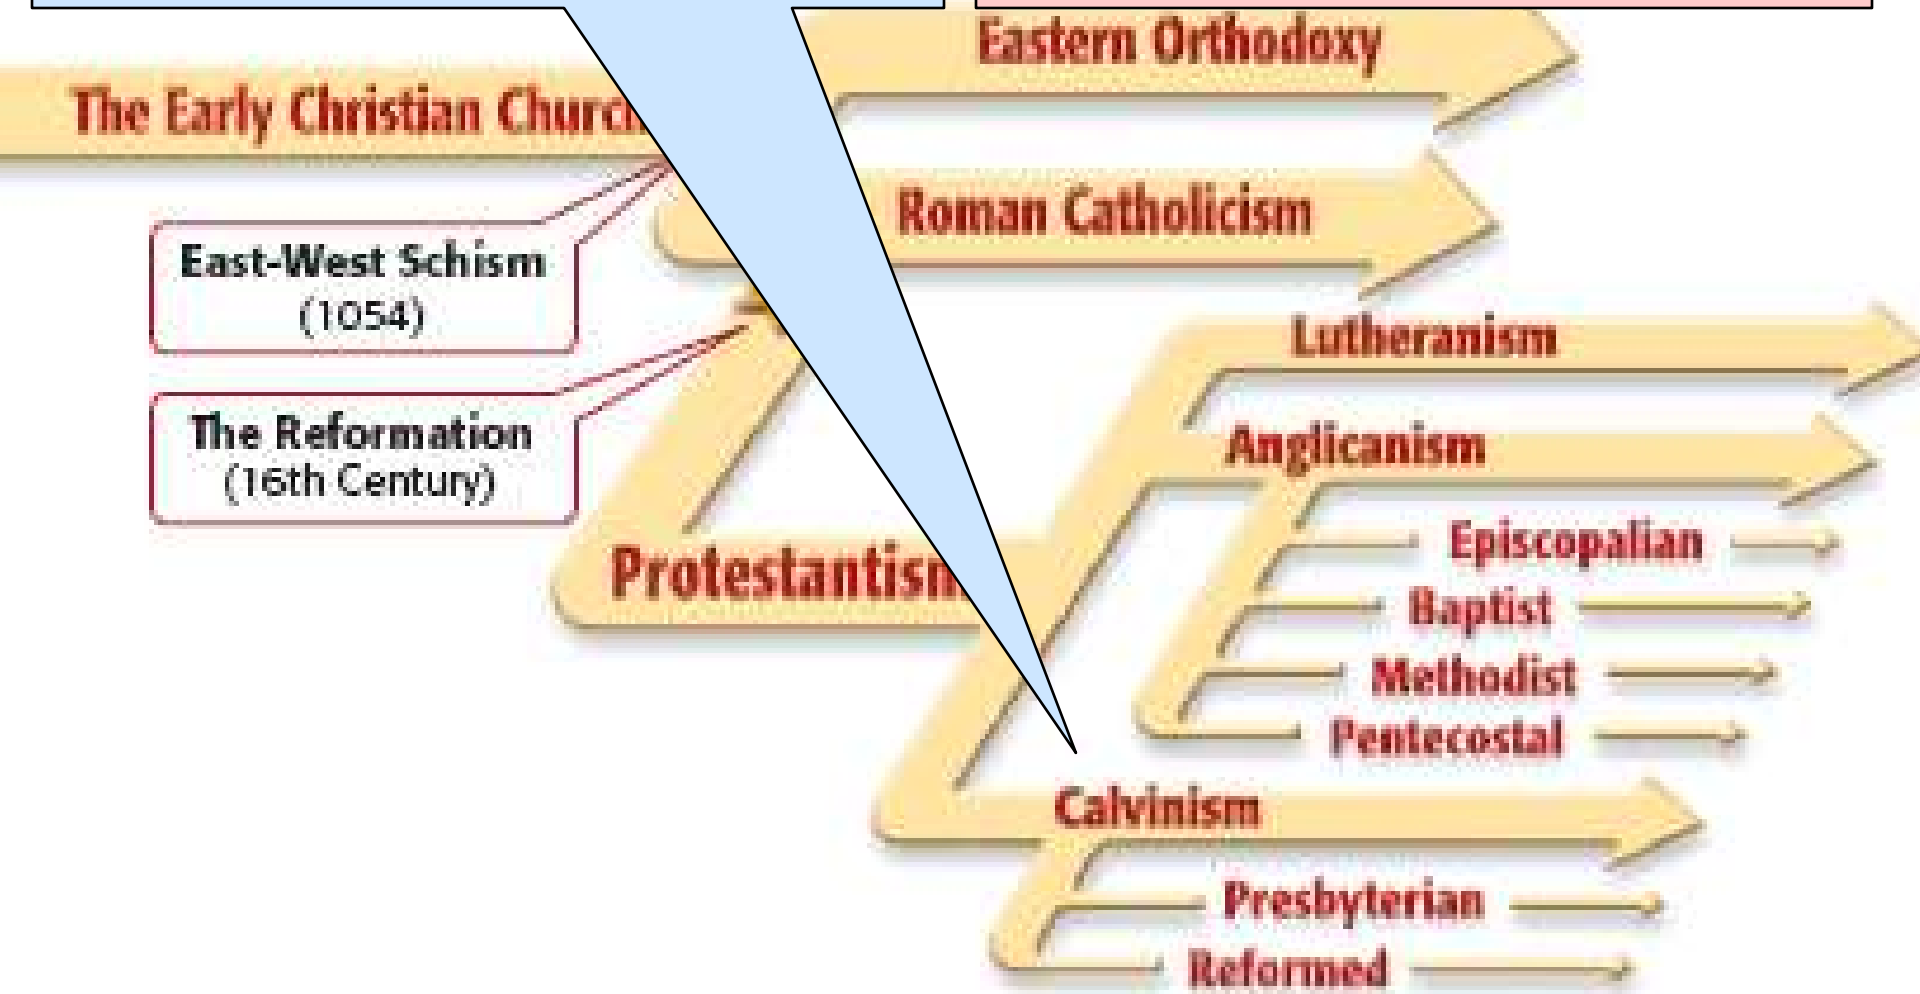 Eastern Orthodoxy
The Early Christian Church
Roman Catholicism
East-West Schism
(1054)
Lutheranism
The Reformation
(16th Century)
Anglicanism
Episcopalian
Protestantism
Baptist
Methodist
Pentecostal
Calvinism
Presbyterian
Reformed